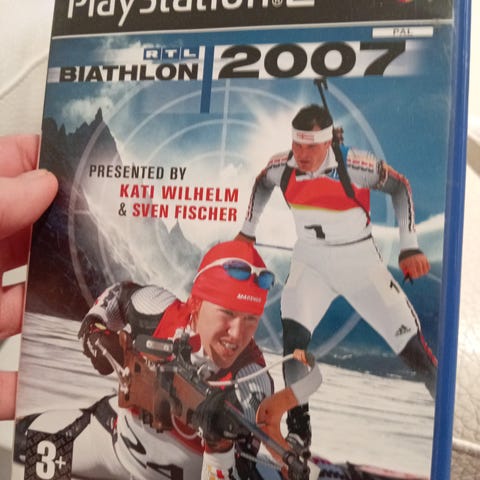 PlayStation®2
PAL
RTL
BIATHLON 2007
PRESENTED BY
KATI WILHELM
& SVEN FISCHER
3+